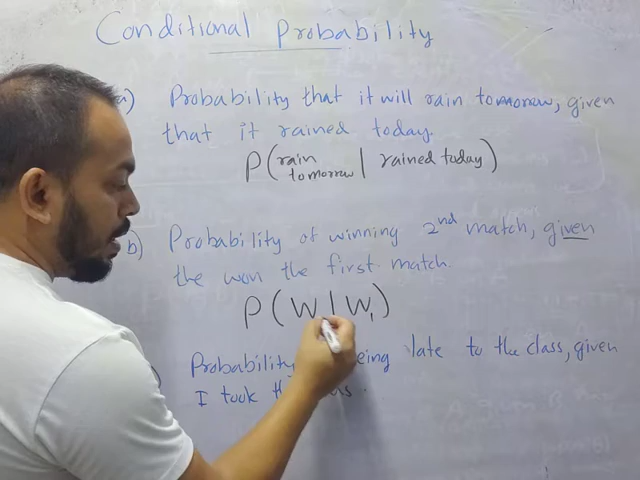 Conditional Probability
a) Probability that it will rain tomorrow, given
that it rained today.
P(rain tomorrow | rained today)
b) Probability of winning 2nd match, given
the won the first match.
P(W | W1)
Probability being late to the class, given
I took